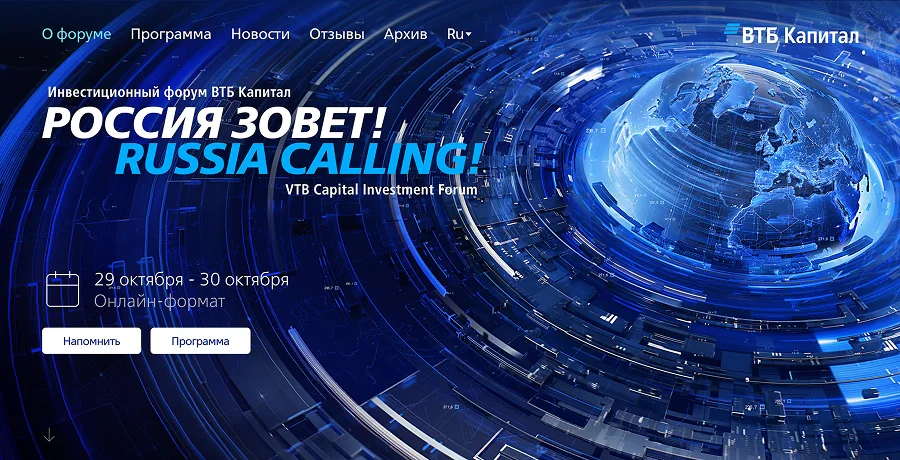 О форуме Программа Новости Отзывы Архив Ru
ВТБ Капитал
Инвестиционный форум ВТБ Капитал
РОССИЯ ЗОВЕТ!
RUSSIA CALLING!
VTB Capital Investment Forum
29 октября - 30 октября
Онлайн-формат
Напомнить Программа